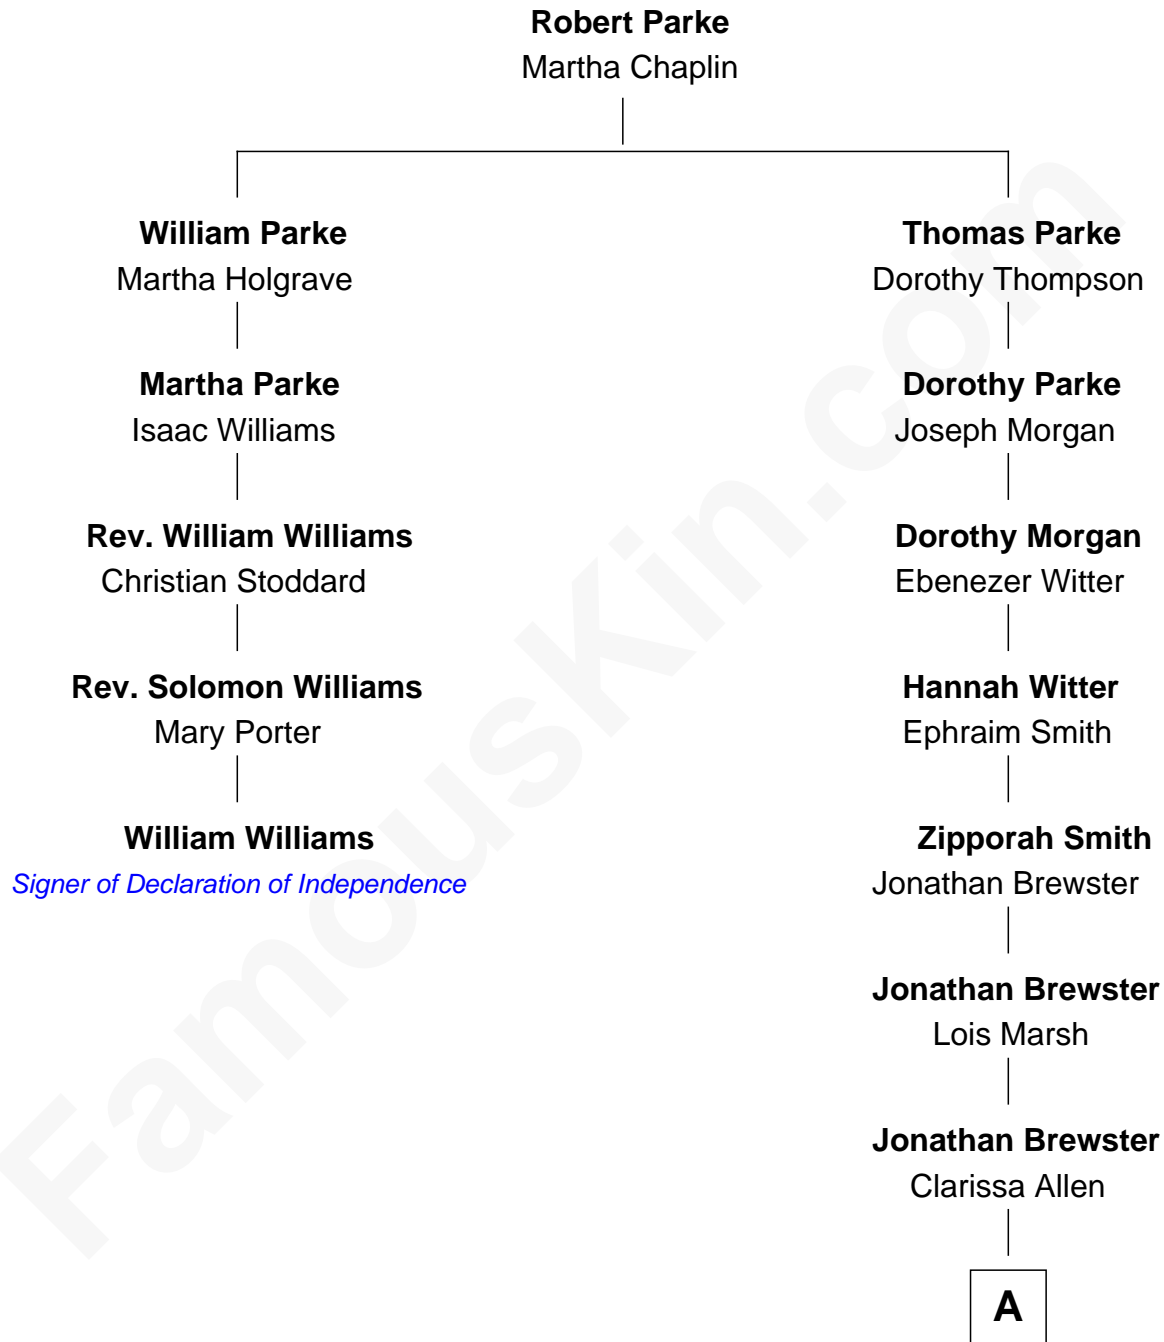 Robert Parke
Martha Chaplin
William Parke
Martha Holgrave
Martha Parke
Isaac Williams
Rev. William Williams
Christian Stoddard
Rev. Solomon Williams
Mary Porter
William Williams
Signer of Declaration of Independence
Thomas Parke
Dorothy Thompson
Dorothy Parke
Joseph Morgan
Dorothy Morgan
Ebenezer Witter
Hannah Witter
Ephraim Smith
Zipporah Smith
Jonathan Brewster
Jonathan Brewster
Lois Marsh
Jonathan Brewster
Clarissa Allen
A
FamousKin.com